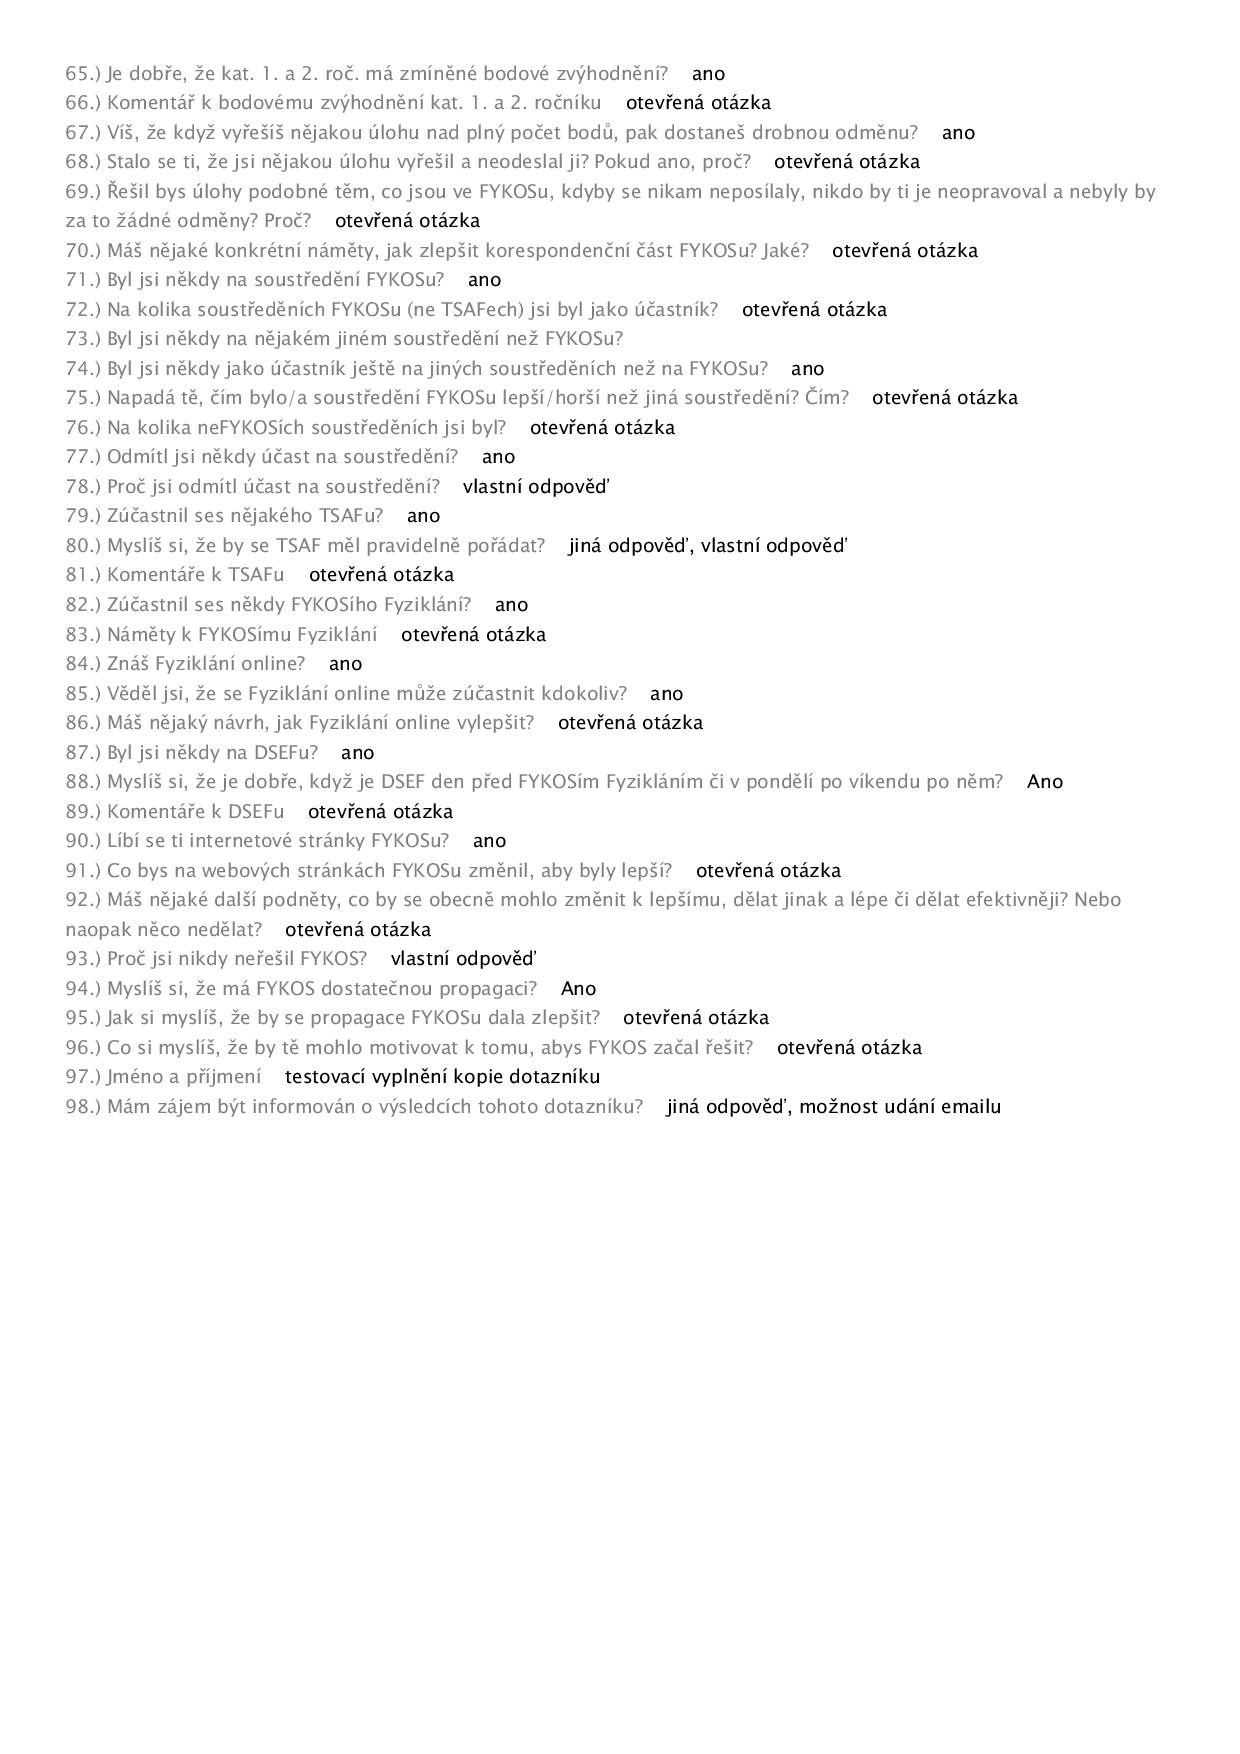 65.) Je dobře, že kat. 1. a 2. roč. má zmíněné bodové zvýhodnění? ano
66.) Komentář k bodovému zvýhodnění kat. 1. a 2. ročníku otevřená otázka
67.) Víš, že když vyřešíš nějakou úlohu nad plný počet bodů, pak dostaneš drobnou odměnu? ano
68.) Stalo se ti, že jsi nějakou úlohu vyřešil a neodeslal ji? Pokud ano, proč? otevřená otázka
69.) Řešil bys úlohy podobné těm, co jsou ve FYKOSu, kdyby se nikam neposílaly, nikdo by ti je neopravoval a nebyly by
za to žádné odměny? Proč? otevřená otázka
70.) Máš nějaké konkrétní náměty, jak zlepšit korespondenční část FYKOSu? Jaké? otevřená otázka
71.) Byl jsi někdy na soustředění FYKOSu? ano
72.) Na kolika soustředěních FYKOSu (ne TSAFech) jsi byl jako účastník? otevřená otázka
73.) Byl jsi někdy na nějakém jiném soustředění než FYKOSu?
74.) Byl jsi někdy jako účastník ještě na jiných soustředěních než na FYKOSu? ano
75.) Napadá tě, čím bylo/a soustředění FYKOSu lepší/horší než jiná soustředění? Čím? otevřená otázka
76.) Na kolika neFYKOSích soustředěních jsi byl? otevřená otázka
77.) Odmítl jsi někdy účast na soustředění? ano
78.) Proč jsi odmítl účast na soustředění? vlastní odpověď
79.) Zúčastnil ses nějakého TSAFu? ano
80.) Myslíš si, že by se TSAF měl pravidelně pořádat? jiná odpověď, vlastní odpověď
81.) Komentáře k TSAFu otevřená otázka
82.) Zúčastnil ses někdy FYKOSího Fyziklání? ano
83.) Náměty k FYKOSímu Fyziklání otevřená otázka
84.) Znáš Fyziklání online? ano
85.) Věděl jsi, že se Fyziklání online může zúčastnit kdokoliv? ano
86.) Máš nějaký návrh, jak Fyziklání online vylepšit? otevřená otázka
87.) Byl jsi někdy na DSEFu? ano
88.) Myslíš si, že je dobře, když je DSEF den před FYKOSím Fyzikláním či v pondělí po víkendu po něm? Ano
89.) Komentáře k DSEFu otevřená otázka
90.) Líbí se ti internetové stránky FYKOSu? ano
91.) Co bys na webových stránkách FYKOSu změnil, aby byly lepší? otevřená otázka
92.) Máš nějaké další podněty, co by se obecně mohlo změnit k lepšímu, dělat jinak a lépe či dělat efektivněji? Nebo
naopak něco nedělat? otevřená otázka
93.) Proč jsi nikdy neřešil FYKOS? vlastní odpověď
94.) Myslíš si, že má FYKOS dostatečnou propagaci? Ano
95.) Jak si myslíš, že by se propagace FYKOSu dala zlepšit? otevřená otázka
96.) Co si myslíš, že by tě mohlo motivovat k tomu, abys FYKOS začal řešit? otevřená otázka
97.) Jméno a příjmení testovací vyplnění kopie dotazníku
98.) Mám zájem být informován o výsledcích tohoto dotazníku? jiná odpověď, možnost udání emailu